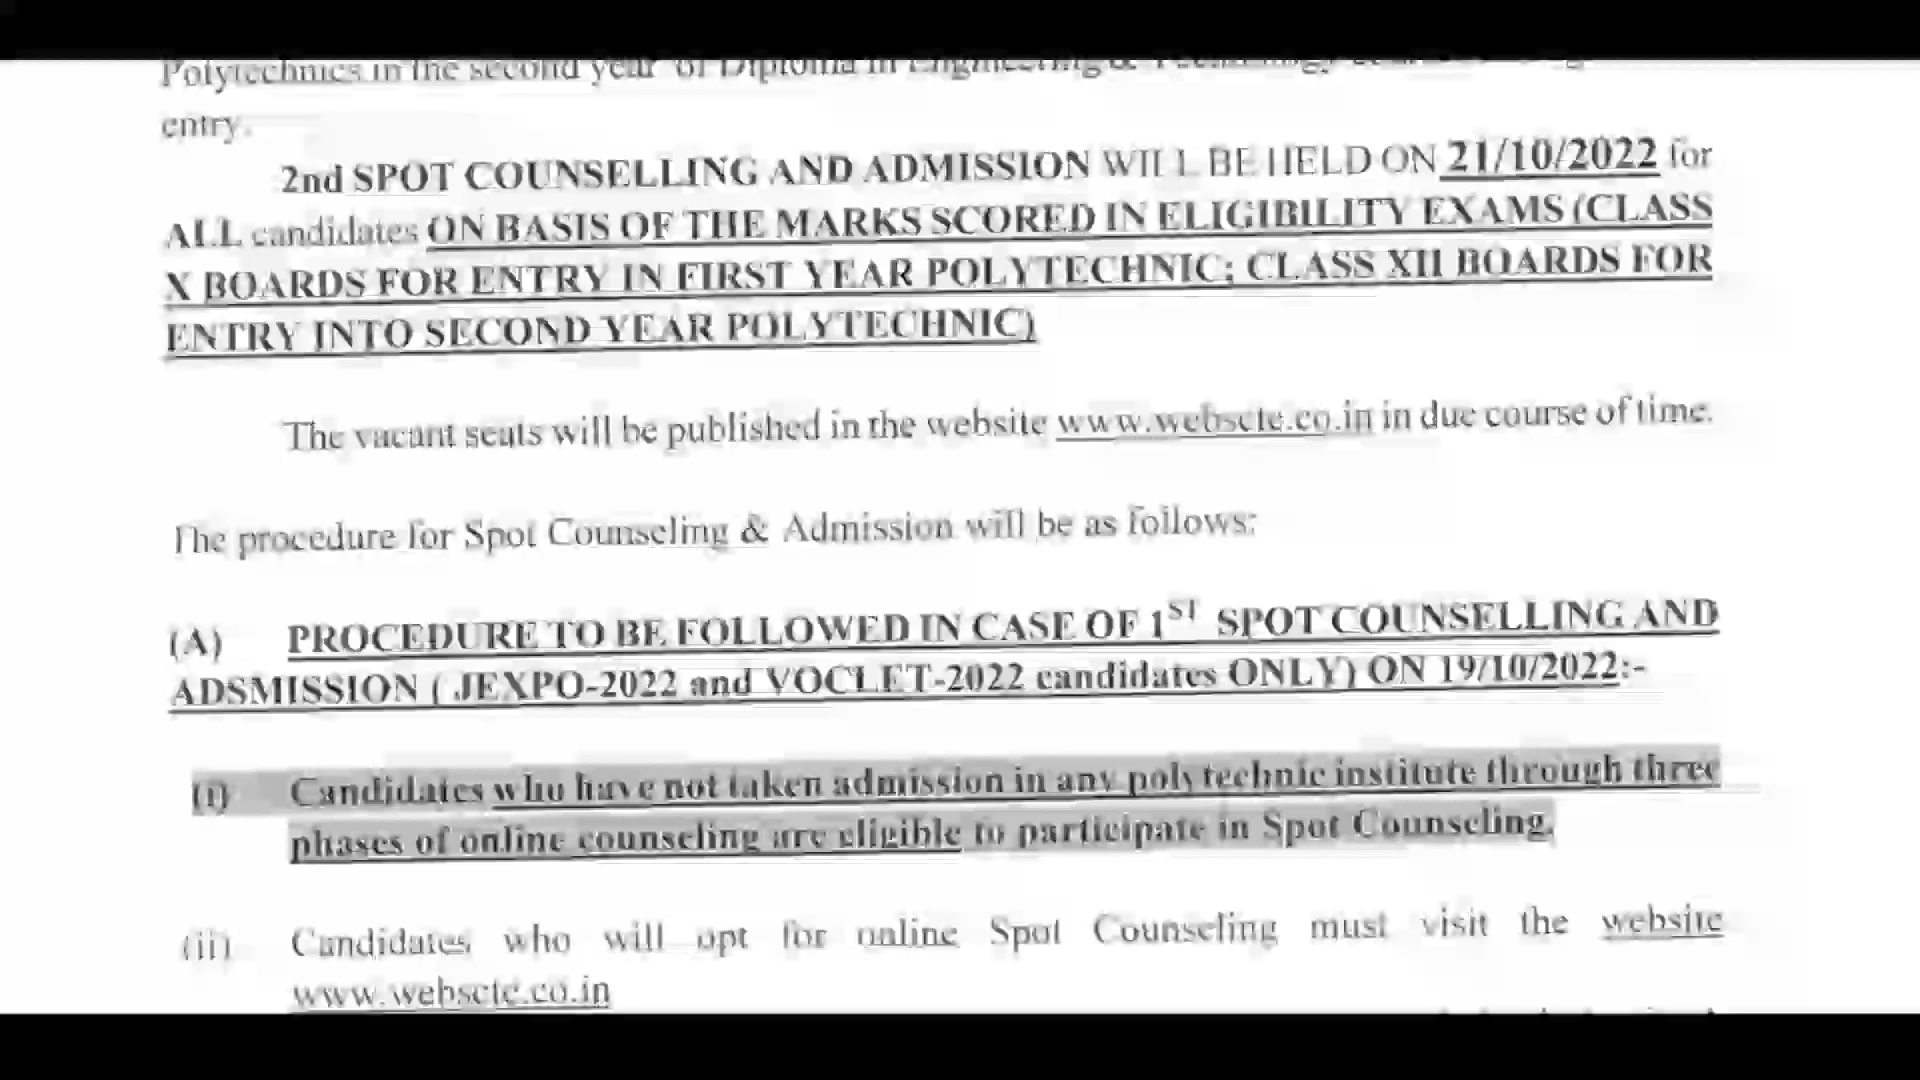 Polytechnics in the second year of Diploma in Engineering &
entry.
2nd SPOT COUNSELLING AND ADMISSION WILL BE HELD ON 21/10/2022 for
ALL candidates ON BASIS OF THE MARKS SCORED IN ELIGIBILITY EXAMS (CLASS
X BOARDS FOR ENTRY IN FIRST YEAR POLYTECHNIC; CLASS XII BOARDS FOR
ENTRY INTO SECOND YEAR POLYTECHNIC)
The vacant seats will be published in the website www.webscte.co.in in due course of time.
The procedure for Spot Counseling & Admission will be as follows:
(A) PROCEDURE TO BE FOLLOWED IN CASE OF 1ST SPOT COUNSELLING AND
ADSMISSION ( JEXPO-2022 and VOCLET-2022 candidates ONLY) ON 19/10/2022:-
(i) Candidates who have not taken admission in any polytechnic institute through three
phases of online counseling are eligible to participate in Spot Counseling.
(ii) Candidates who will opt for online Spot Counseling must visit the website
www.webscte.co.in